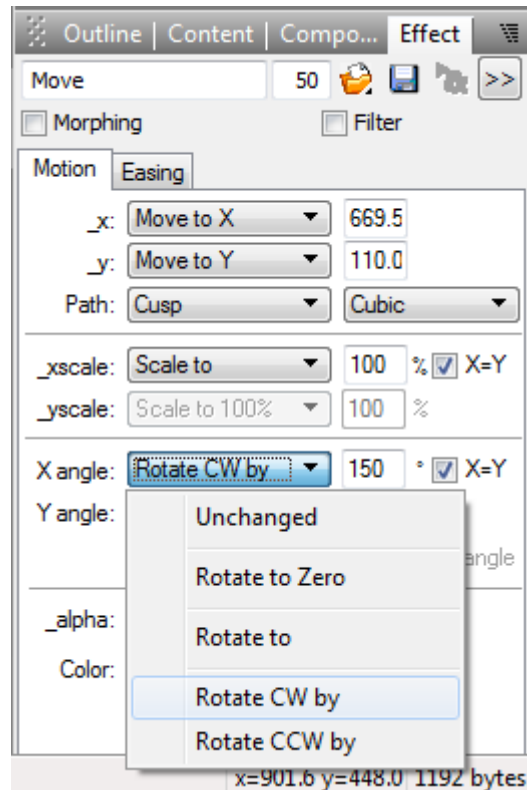 Outline | Content | Compo... Effect
Move 50 >>
Morphing Filter
Motion Easing
_x: Move to X 669.5
_y: Move to Y 110.0
Path: Cusp Cubic
_xscale: Scale to 100 % X=Y
_yscale: Scale to 100% 100 %
X angle: Rotate CW by 150 ° X=Y
Y angle:
Unchanged
angle
Rotate to Zero
_alpha:
Rotate to
Color:
Rotate CW by
Rotate CCW by
x=901.6 y=448.0 1192 bytes